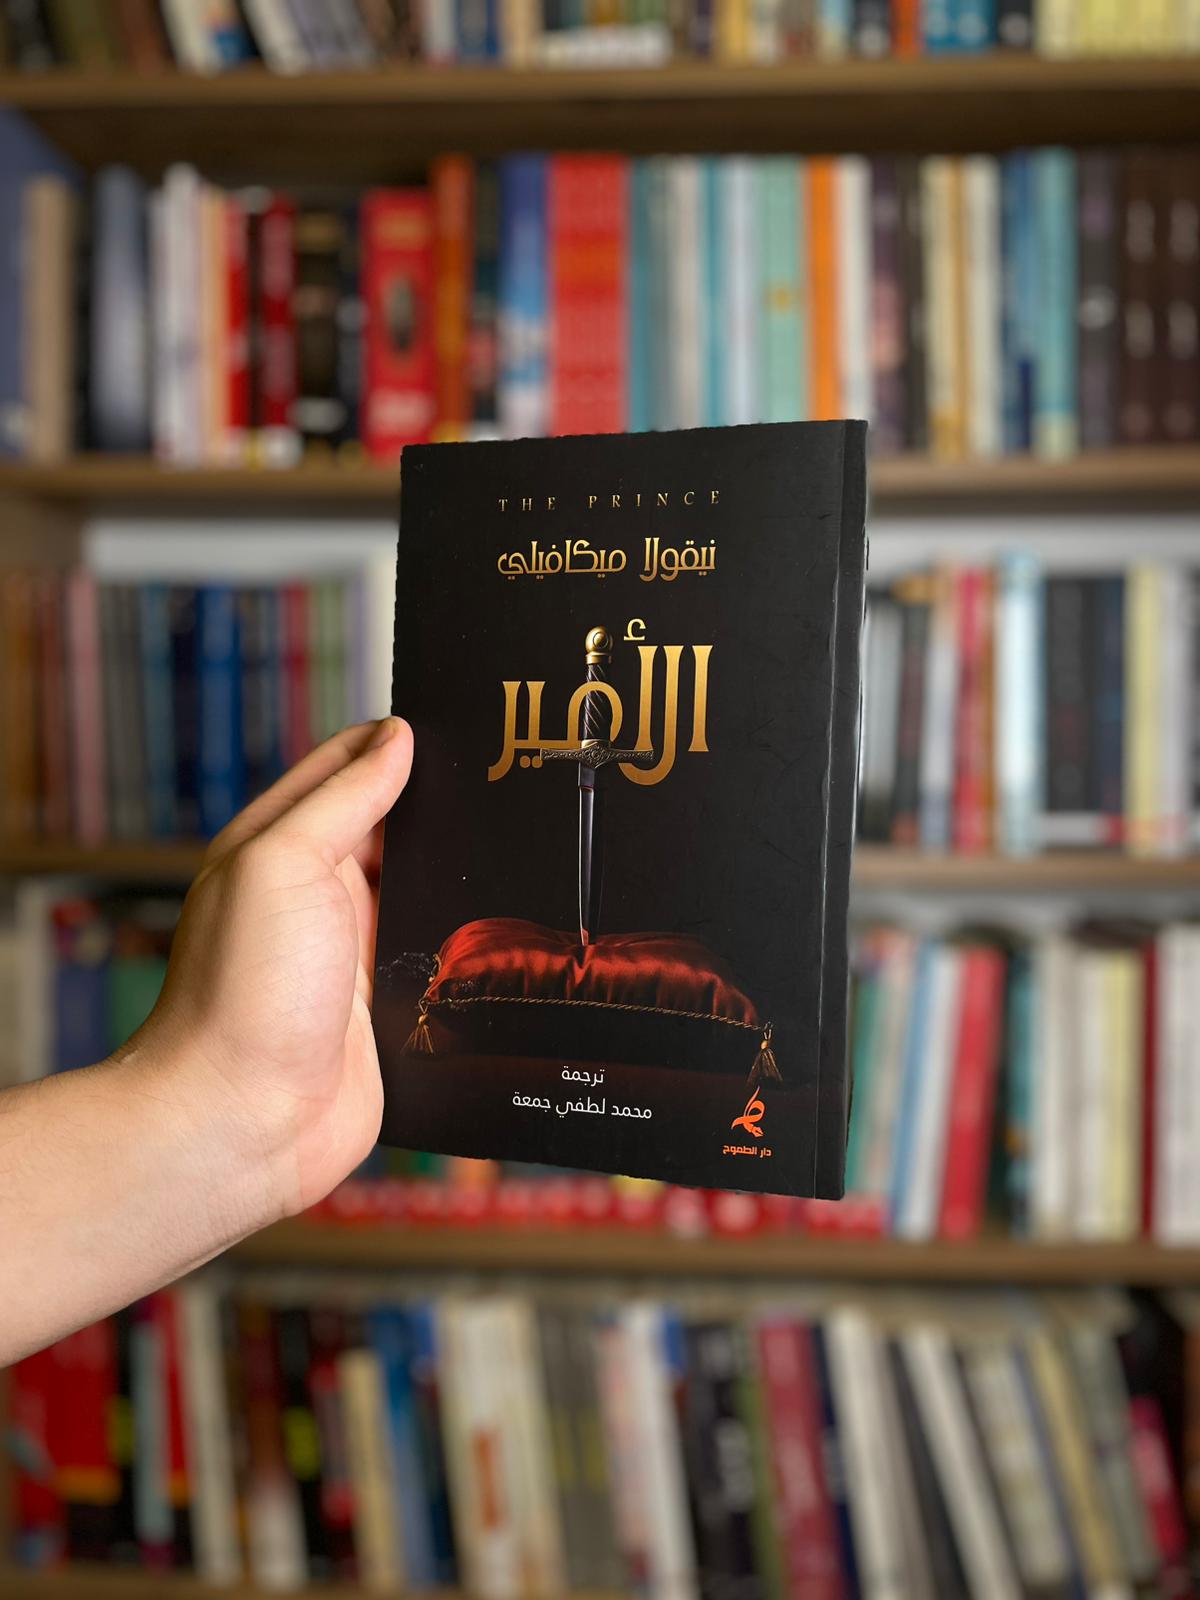 THE PRINCE
نيقولا ميكافيلي
الأمير
ترجمة
محمد لطفي جمعة
دار الطموح